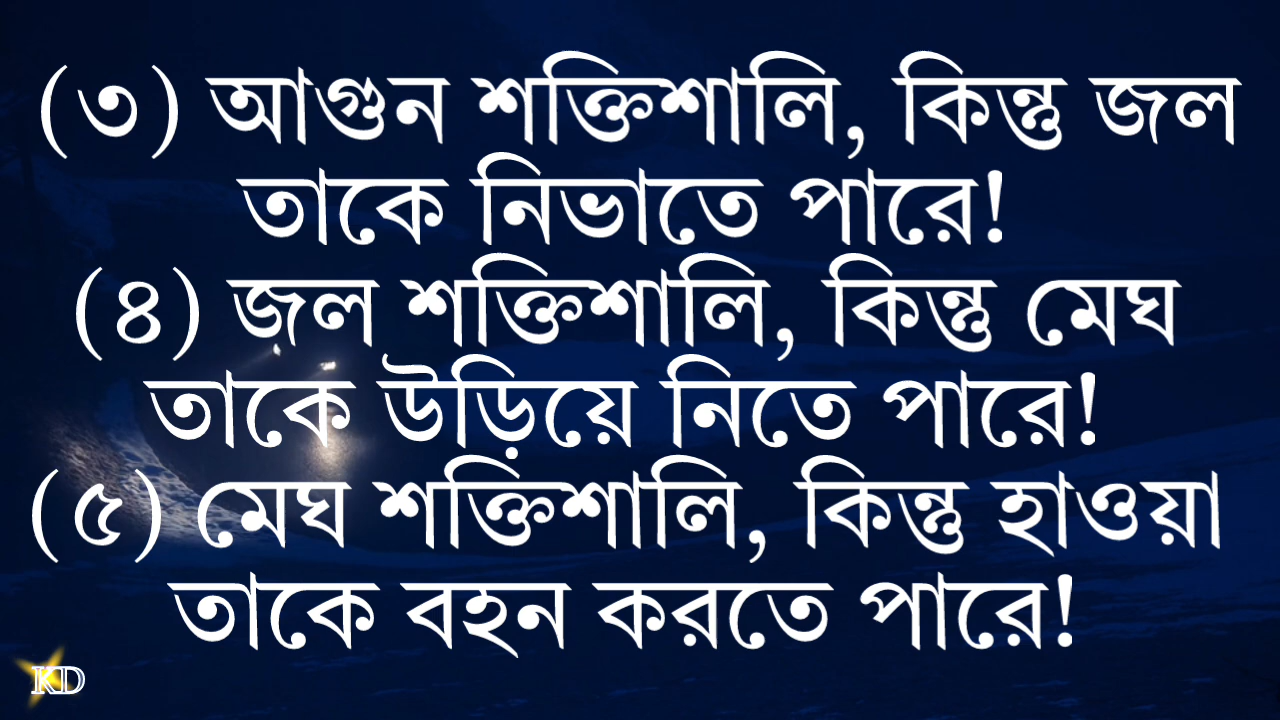 (৩) আগুন শক্তিশালি, কিন্তু জল
তাকে নিভাতে পারে!
(৪) জল শক্তিশালি, কিন্তু মেঘ
তাকে উড়িয়ে নিতে পারে!
(৫) মেঘ শক্তিশালি, কিন্তু হাওয়া
তাকে বহন করতে পারে!
KD